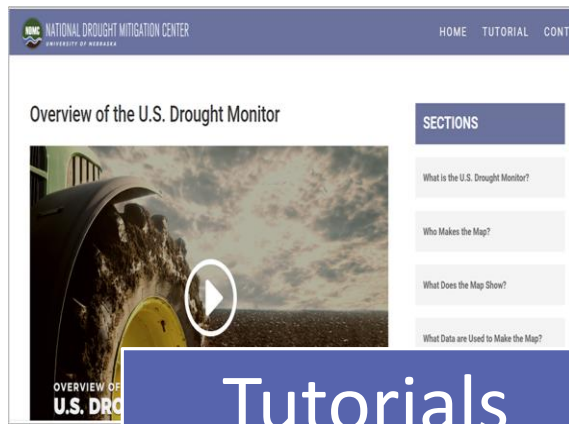 NDMC NATIONAL DROUGHT MITIGATION CENTER
UNIVERSITY OF NEBRASKA
HOME TUTORIAL CONT
Overview of the U.S. Drought Monitor
SECTIONS
What is the U.S. Drought Monitor?
Who Makes the Map?
What Does the Map Show?
What Data are Used to Make the Map?
OVERVIEW OF
U.S. DRO
Tutorials